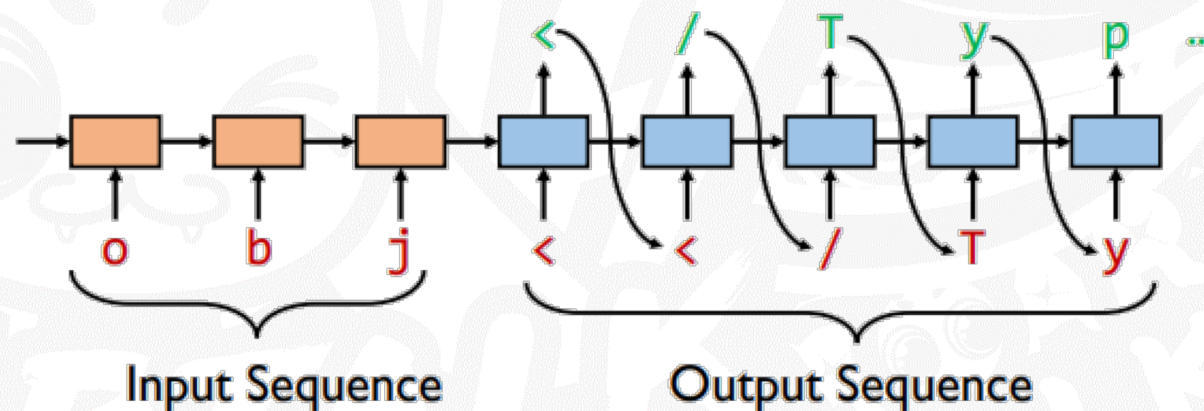 < / T y p …
o b j < < / T y
Input Sequence Output Sequence